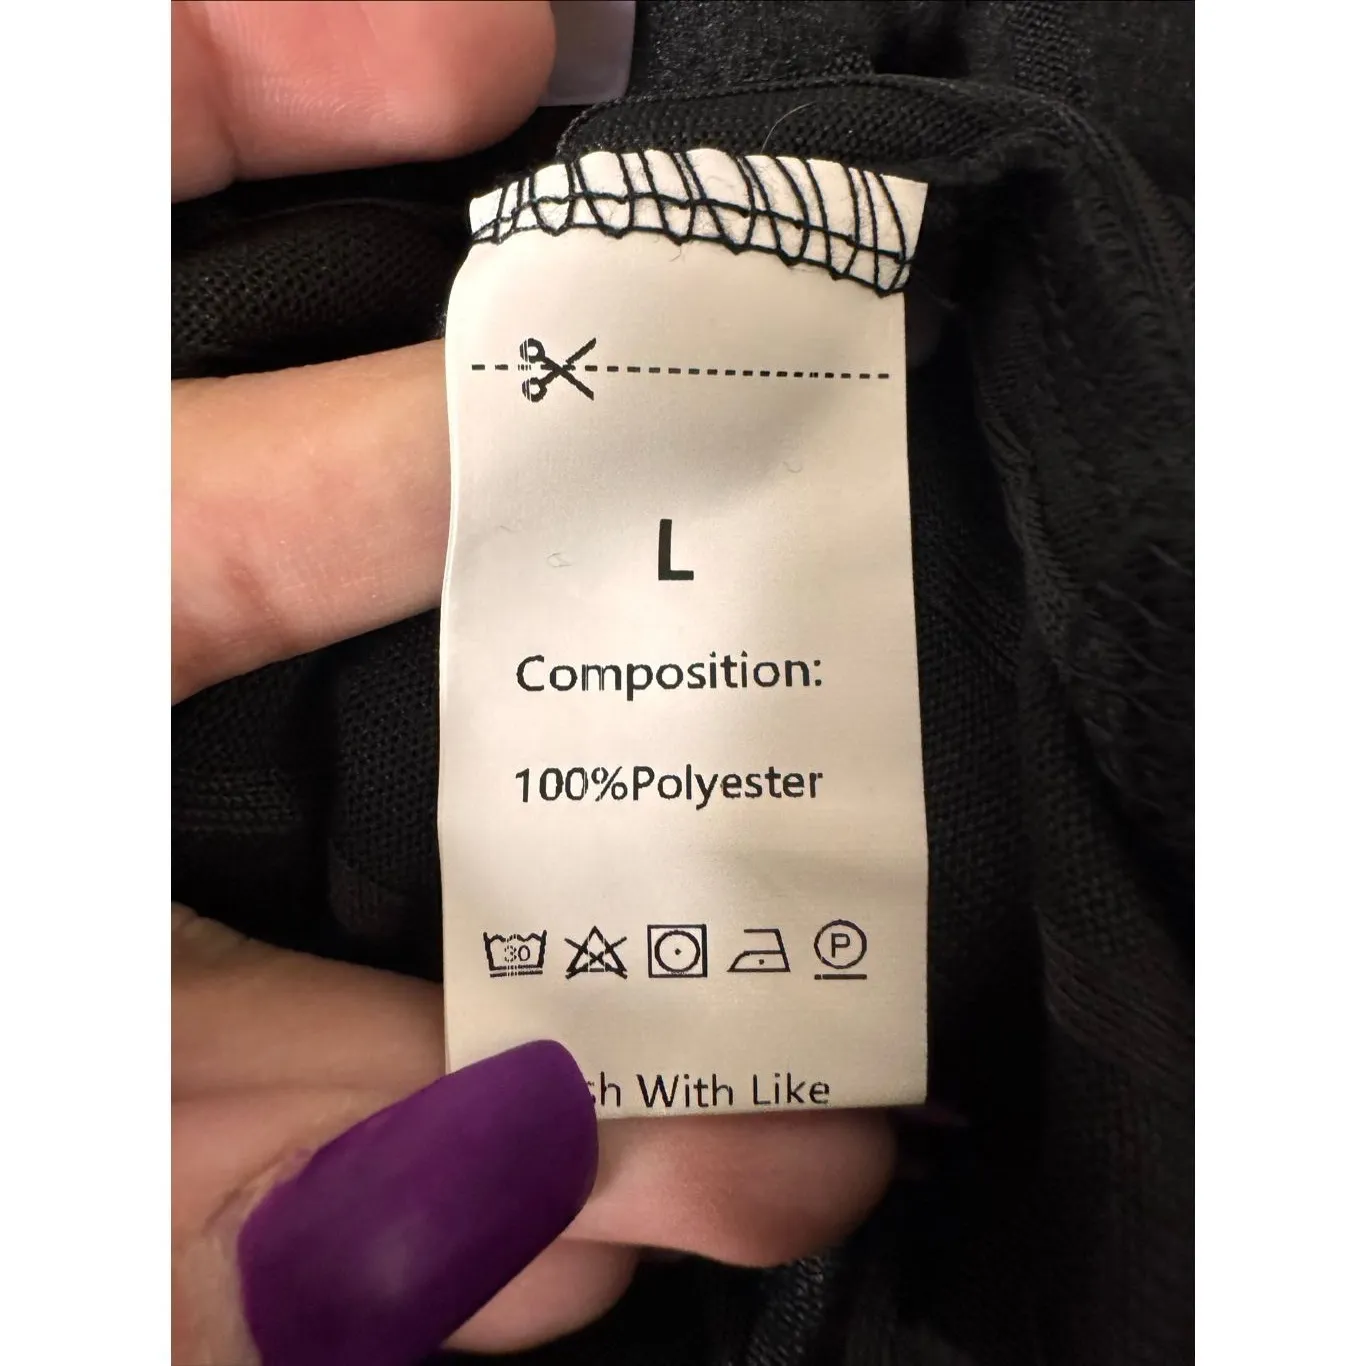 L
Composition:
100%Polyester
30 P
With Like